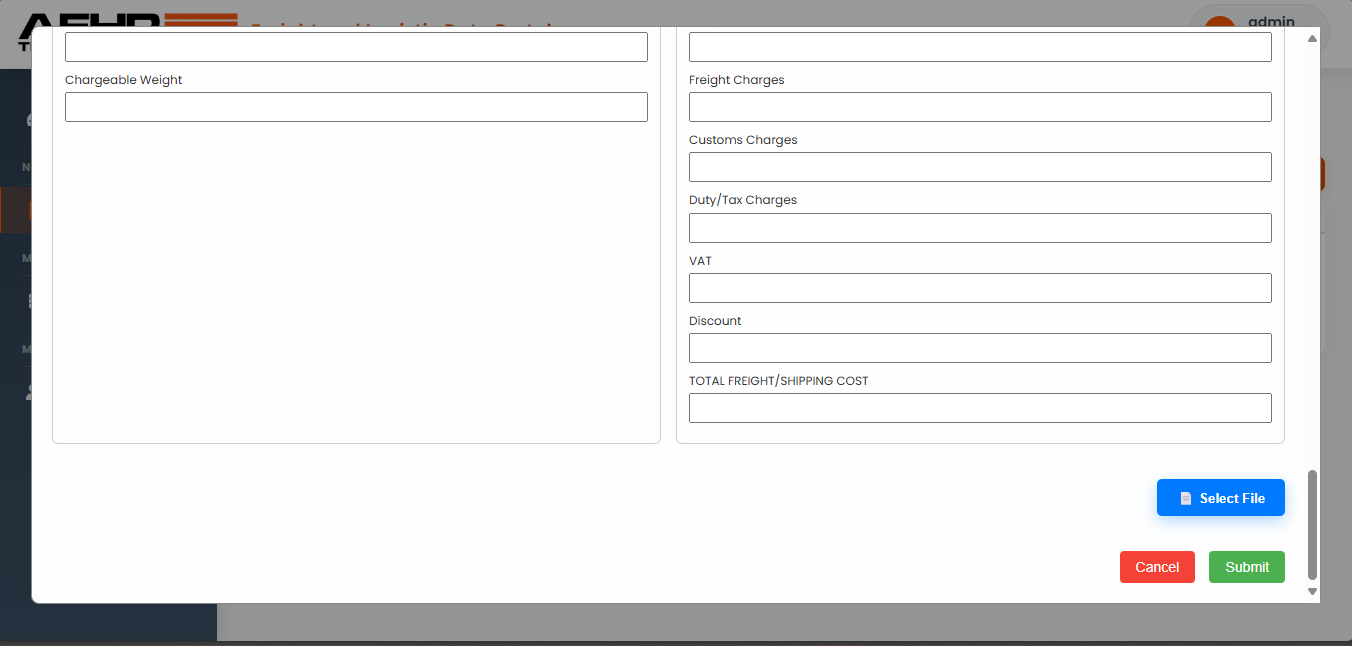 admin
Chargeable Weight
Freight Charges
Customs Charges
Duty/Tax Charges
VAT
Discount
TOTAL FREIGHT/SHIPPING COST
Select File
Cancel
Submit